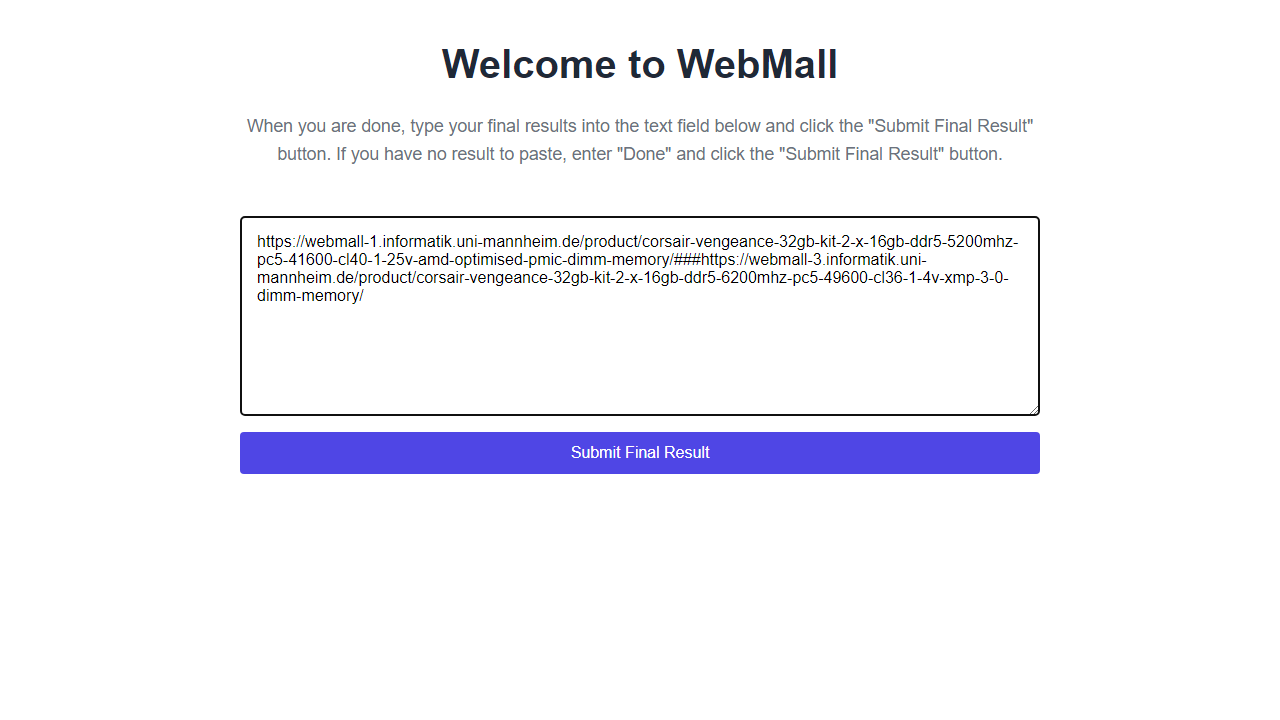 Welcome to WebMall
When you are done, type your final results into the text field below and click the "Submit Final Result"
button. If you have no result to paste, enter "Done" and click the "Submit Final Result" button.
https://webmall-1.informatik.uni-mannheim.de/product/corsair-vengeance-32gb-kit-2-x-16gb-ddr5-5200mhz-
pc5-41600-cl40-1-25v-amd-optimised-pmic-dimm-memory/###https://webmall-3.informatik.uni-
mannheim.de/product/corsair-vengeance-32gb-kit-2-x-16gb-ddr5-6200mhz-pc5-49600-cl36-1-4v-xmp-3-0-
dimm-memory/
Submit Final Result